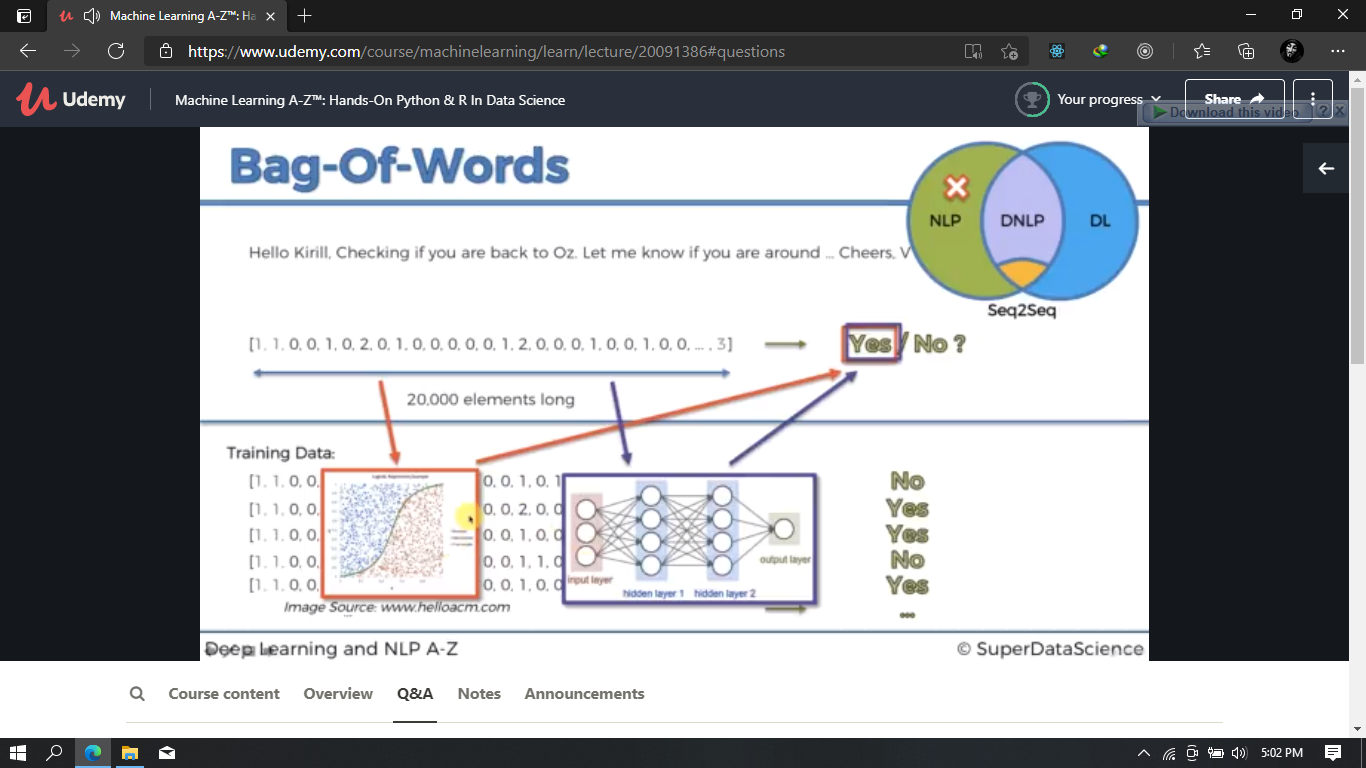 Machine Learning A-Z™: Ha
https://www.udemy.com/course/machinelearning/learn/lecture/20091386#questions
Udemy
Machine Learning A-Z™: Hands-On Python & R In Data Science
Your progress
Share
Download this video
Bag-Of-Words
NLP
DNLP
DL
Seq2Seq
Hello Kirill, Checking if you are back to Oz. Let me know if you are around ... Cheers, V
[1, 1, 0, 0, 1, 0, 2, 0, 1, 0, 0, 0, 0, 0, 1, 2, 0, 0, 0, 1, 0, 0, 1, 0, 0, ... , 3]
Yes / No ?
20,000 elements long
Training Data:
[1, 1, 0, 0, 0, 0, 1, 0, 1 No
[1, 1, 0, 0, 0, 0, 2, 0, 0 Yes
[1, 1, 0, 0, 0, 0, 1, 0, 0 Yes
[1, 1, 0, 0, 0, 0, 1, 1, 0 No
[1, 1, 0, 0, 0, 0, 1, 0, 0 Yes
...
input layer
hidden layer 1
hidden layer 2
output layer
Image Source: www.helloacm.com
...
Deep Learning and NLP A-Z
© SuperDataScience
Course content
Overview
Q&A
Notes
Announcements
5:02 PM